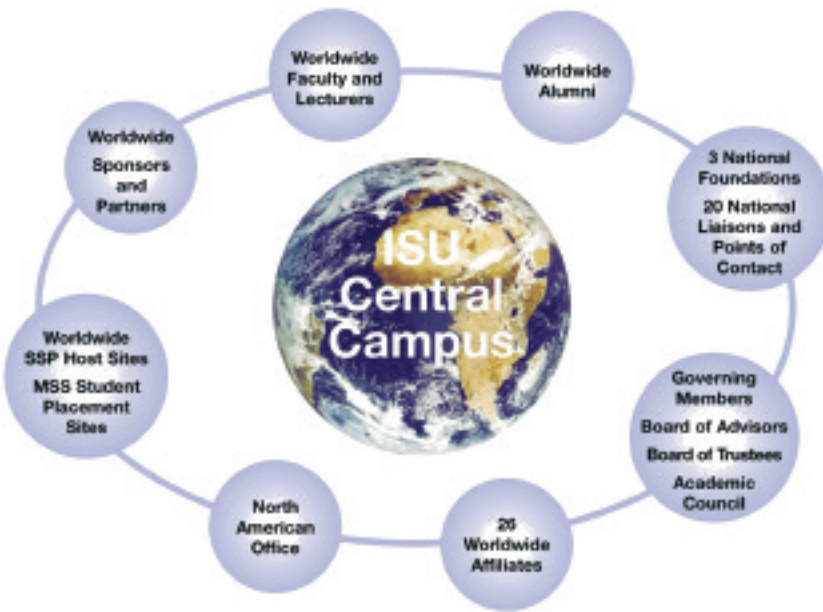 Worldwide
Faculty and
Lecturers
Worldwide
Alumni
Worldwide
Sponsors
and
Partners
3 National
Foundations
20 National
Liaisons and
Points of
Contact
ISU
Central
Campus
Worldwide
SSP Host Sites
MSS Student
Placement
Sites
Governing
Members
Board of Advisors
Board of Trustees
Academic
Council
North
American
Office
26
Worldwide
Affiliates